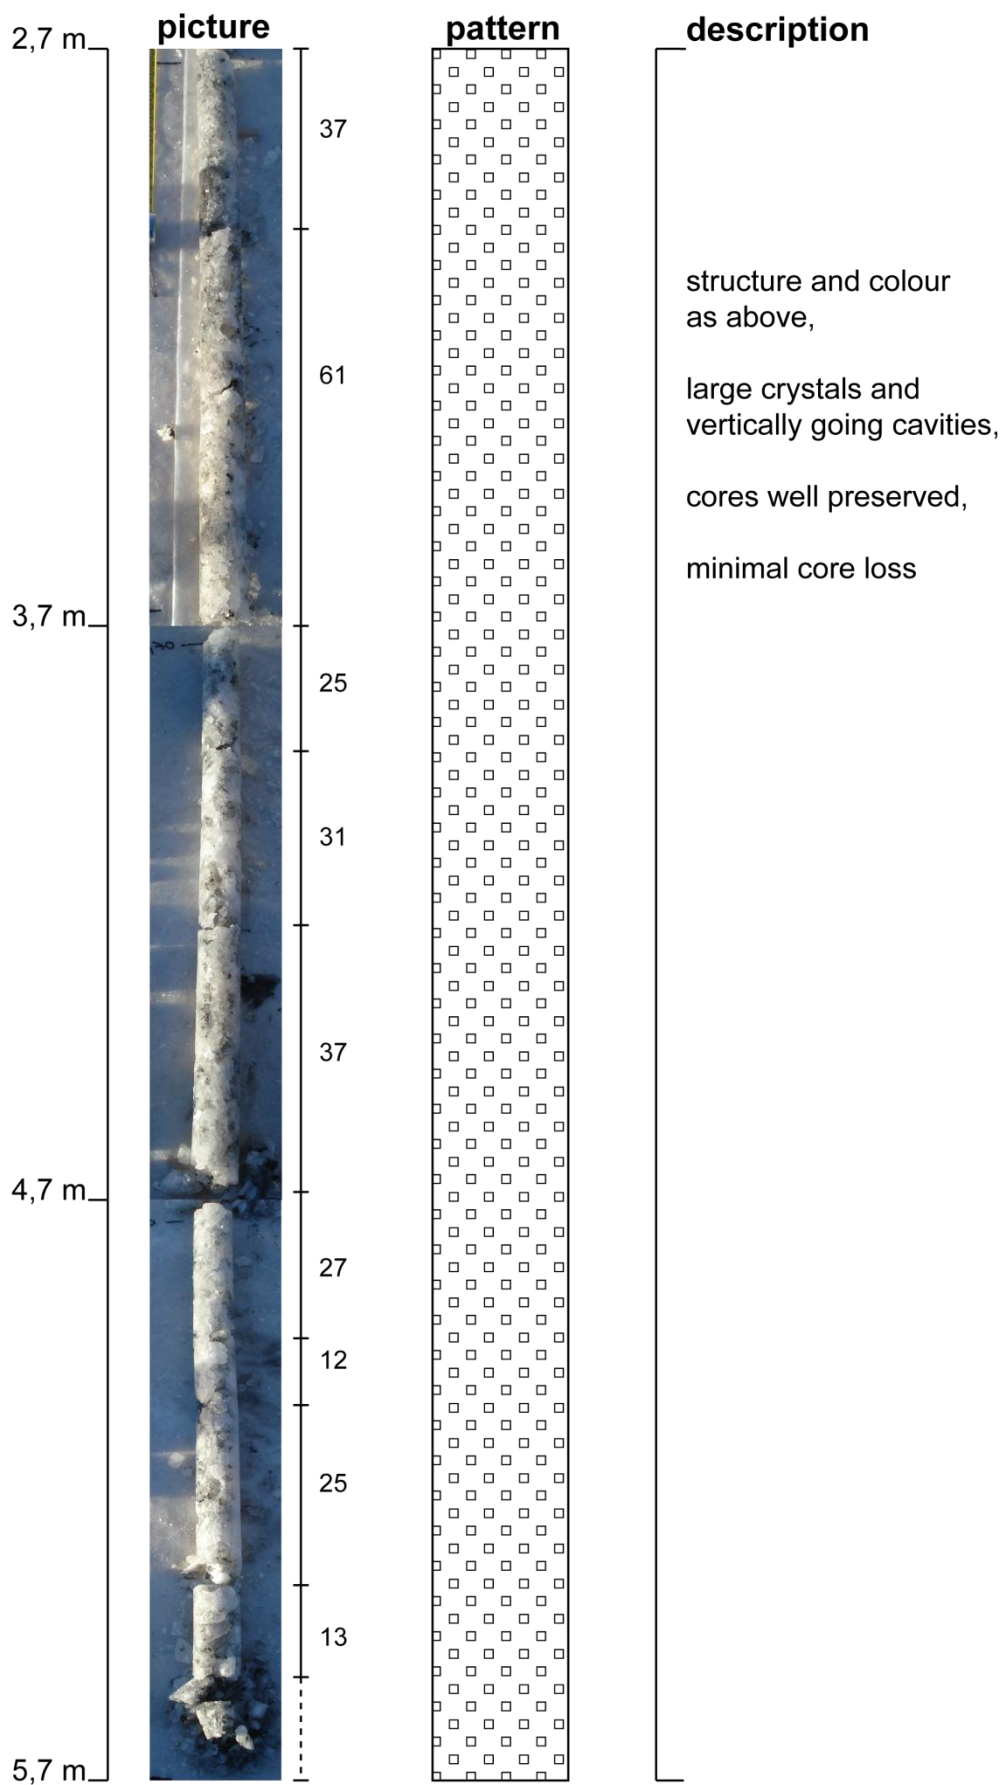 picture pattern description
2,7 m
37
structure and colour
as above,
61
large crystals and
vertically going cavities,
cores well preserved,
minimal core loss
3,7 m
25
31
37
4,7 m
27
12
25
13
5,7 m